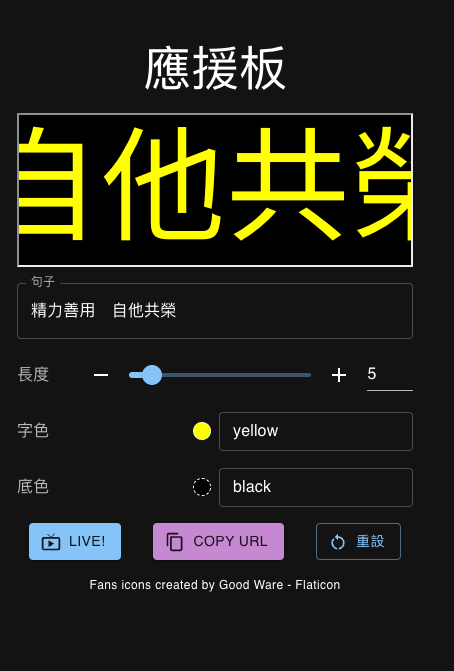 應援板
自他共榮
句子
精力善用　自他共榮
長度 5
字色 yellow
底色 black
LIVE! COPY URL 重設
Fans icons created by Good Ware - Flaticon